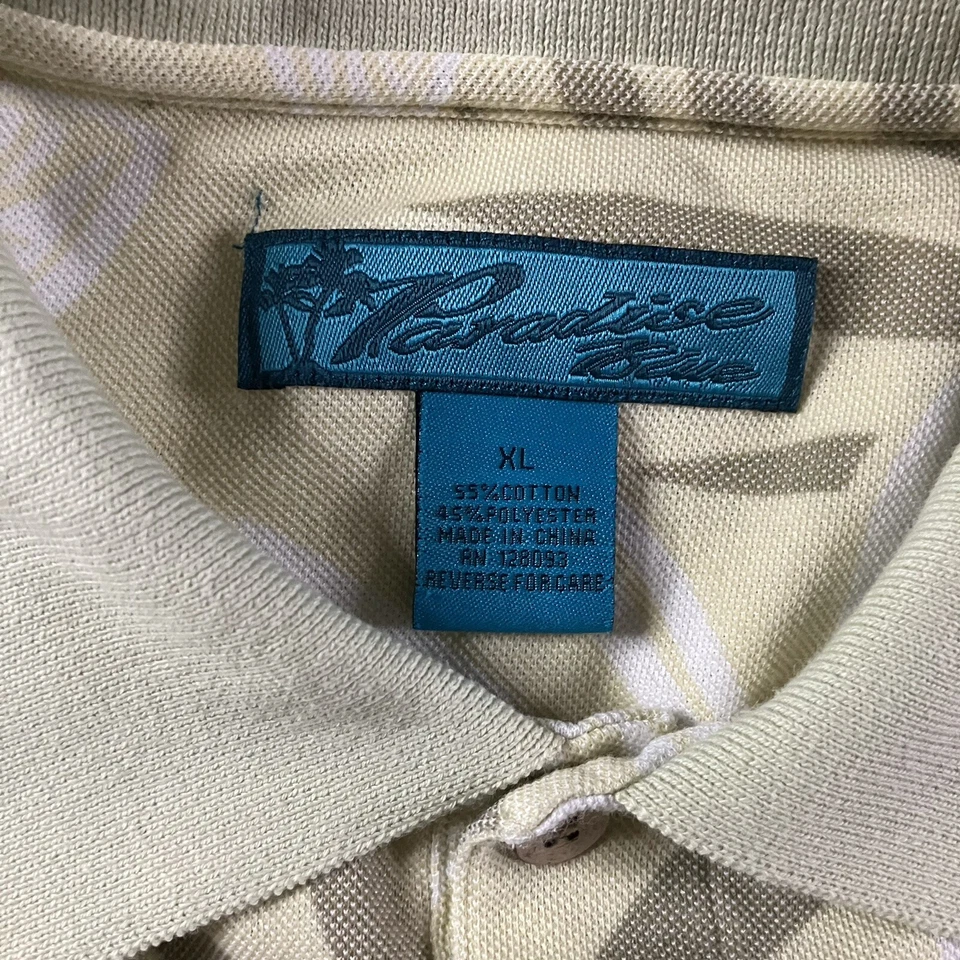 Paradise
Blue
XL
55%COTTON
45%POLYESTER
MADE IN CHINA
RN 128093
REVERSE FOR CARE